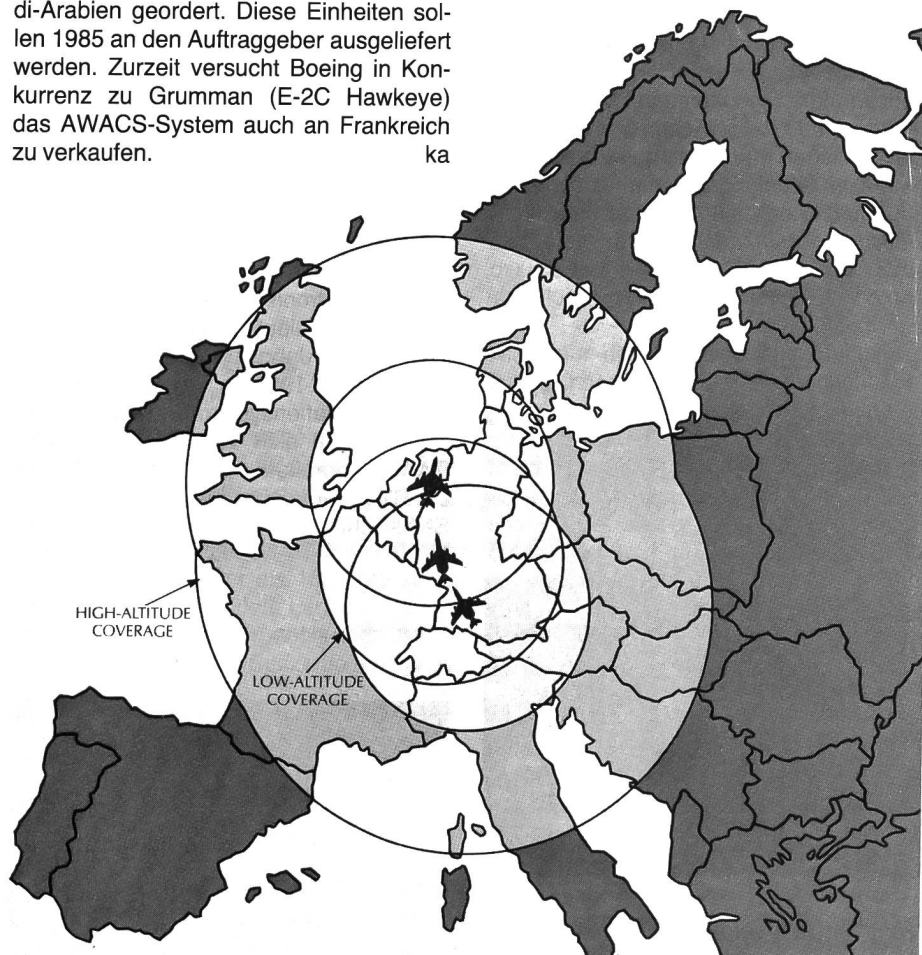 di-Arabien geordert. Diese Einheiten sol-
len 1985 an den Auftraggeber ausgeliefert
werden. Zurzeit versucht Boeing in Kon-
kurrenz zu Grumman (E-2C Hawkeye)
das AWACS-System auch an Frankreich
zu verkaufen. ka
HIGH-ALTITUDE
COVERAGE
LOW-ALTITUDE
COVERAGE